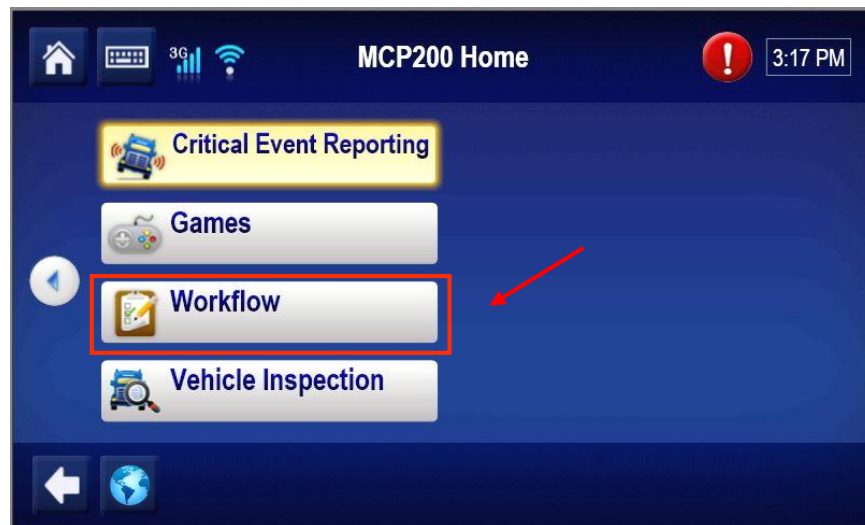 3G
MCP200 Home
!
3:17 PM
Critical Event Reporting
Games
Workflow
Vehicle Inspection